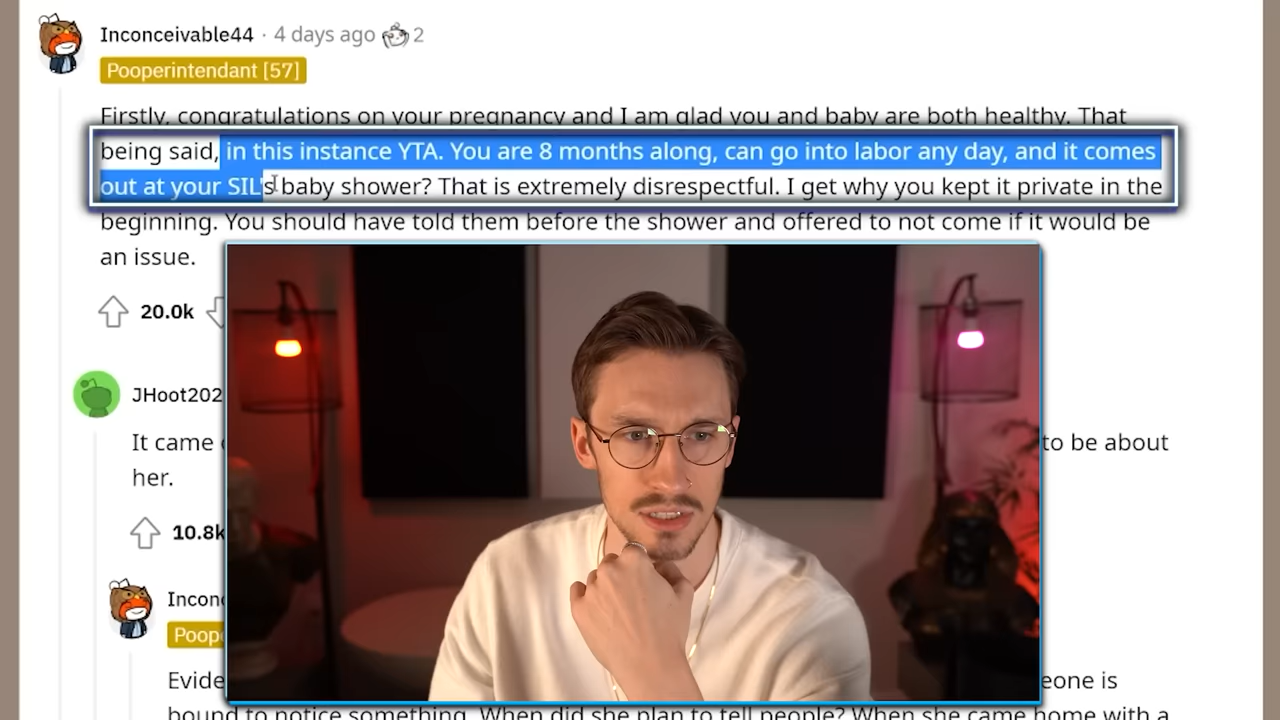 Inconceivable44 · 4 days ago 2
Pooperintendant [57]
Firstly, congratulations on your pregnancy and I am glad you and baby are both healthy. That
being said, in this instance YTA. You are 8 months along, can go into labor any day, and it comes
out at your SIL's baby shower? That is extremely disrespectful. I get why you kept it private in the
beginning. You should have told them before the shower and offered to not come if it would be
an issue.
20.0k
JHoot202
It came to be about
her.
10.8k
Incon
Poop
Evide eone is
bound to notice something. When did she plan to tell people? When she came home with a